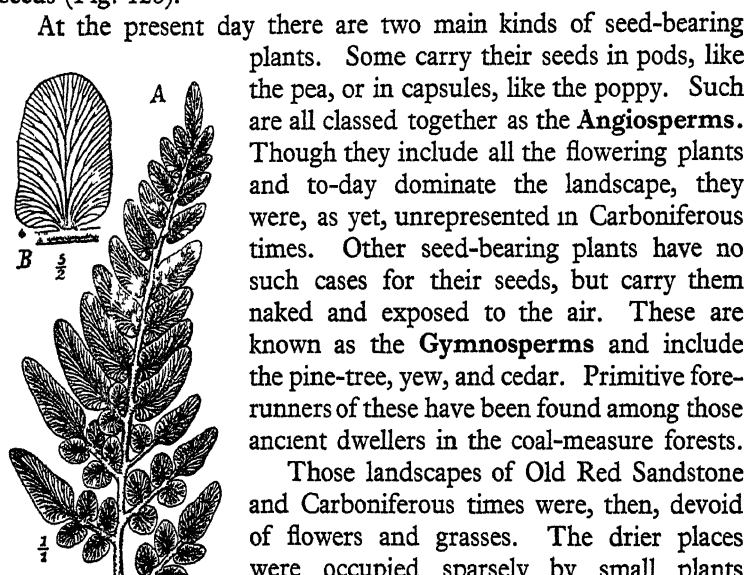 At the present day there are two main kinds of seed-bearing
plants. Some carry their seeds in pods, like
the pea, or in capsules, like the poppy. Such
are all classed together as the Angiosperms.
Though they include all the flowering plants
and to-day dominate the landscape, they
were, as yet, unrepresented in Carboniferous
times. Other seed-bearing plants have no
such cases for their seeds, but carry them
naked and exposed to the air. These are
known as the Gymnosperms and include
the pine-tree, yew, and cedar. Primitive fore-
runners of these have been found among those
ancient dwellers in the coal-measure forests.
Those landscapes of Old Red Sandstone
and Carboniferous times were, then, devoid
of flowers and grasses. The drier places
were occupied sparsely by small plants
A
B 5/2
1/1